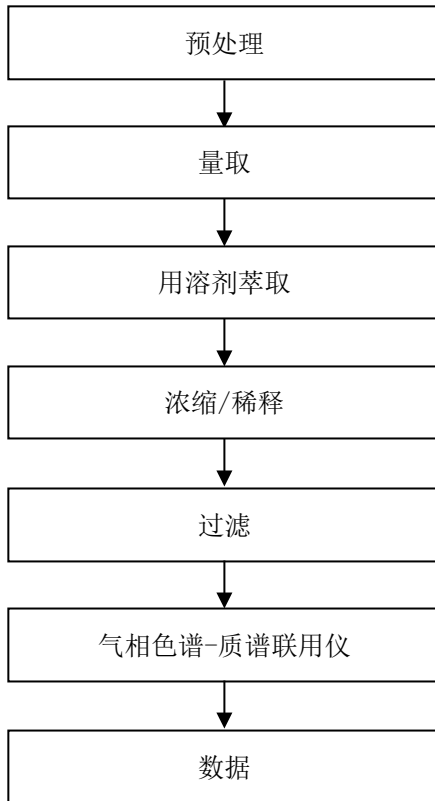 预处理
量取
用溶剂萃取
浓缩/稀释
过滤
气相色谱-质谱联用仪
数据